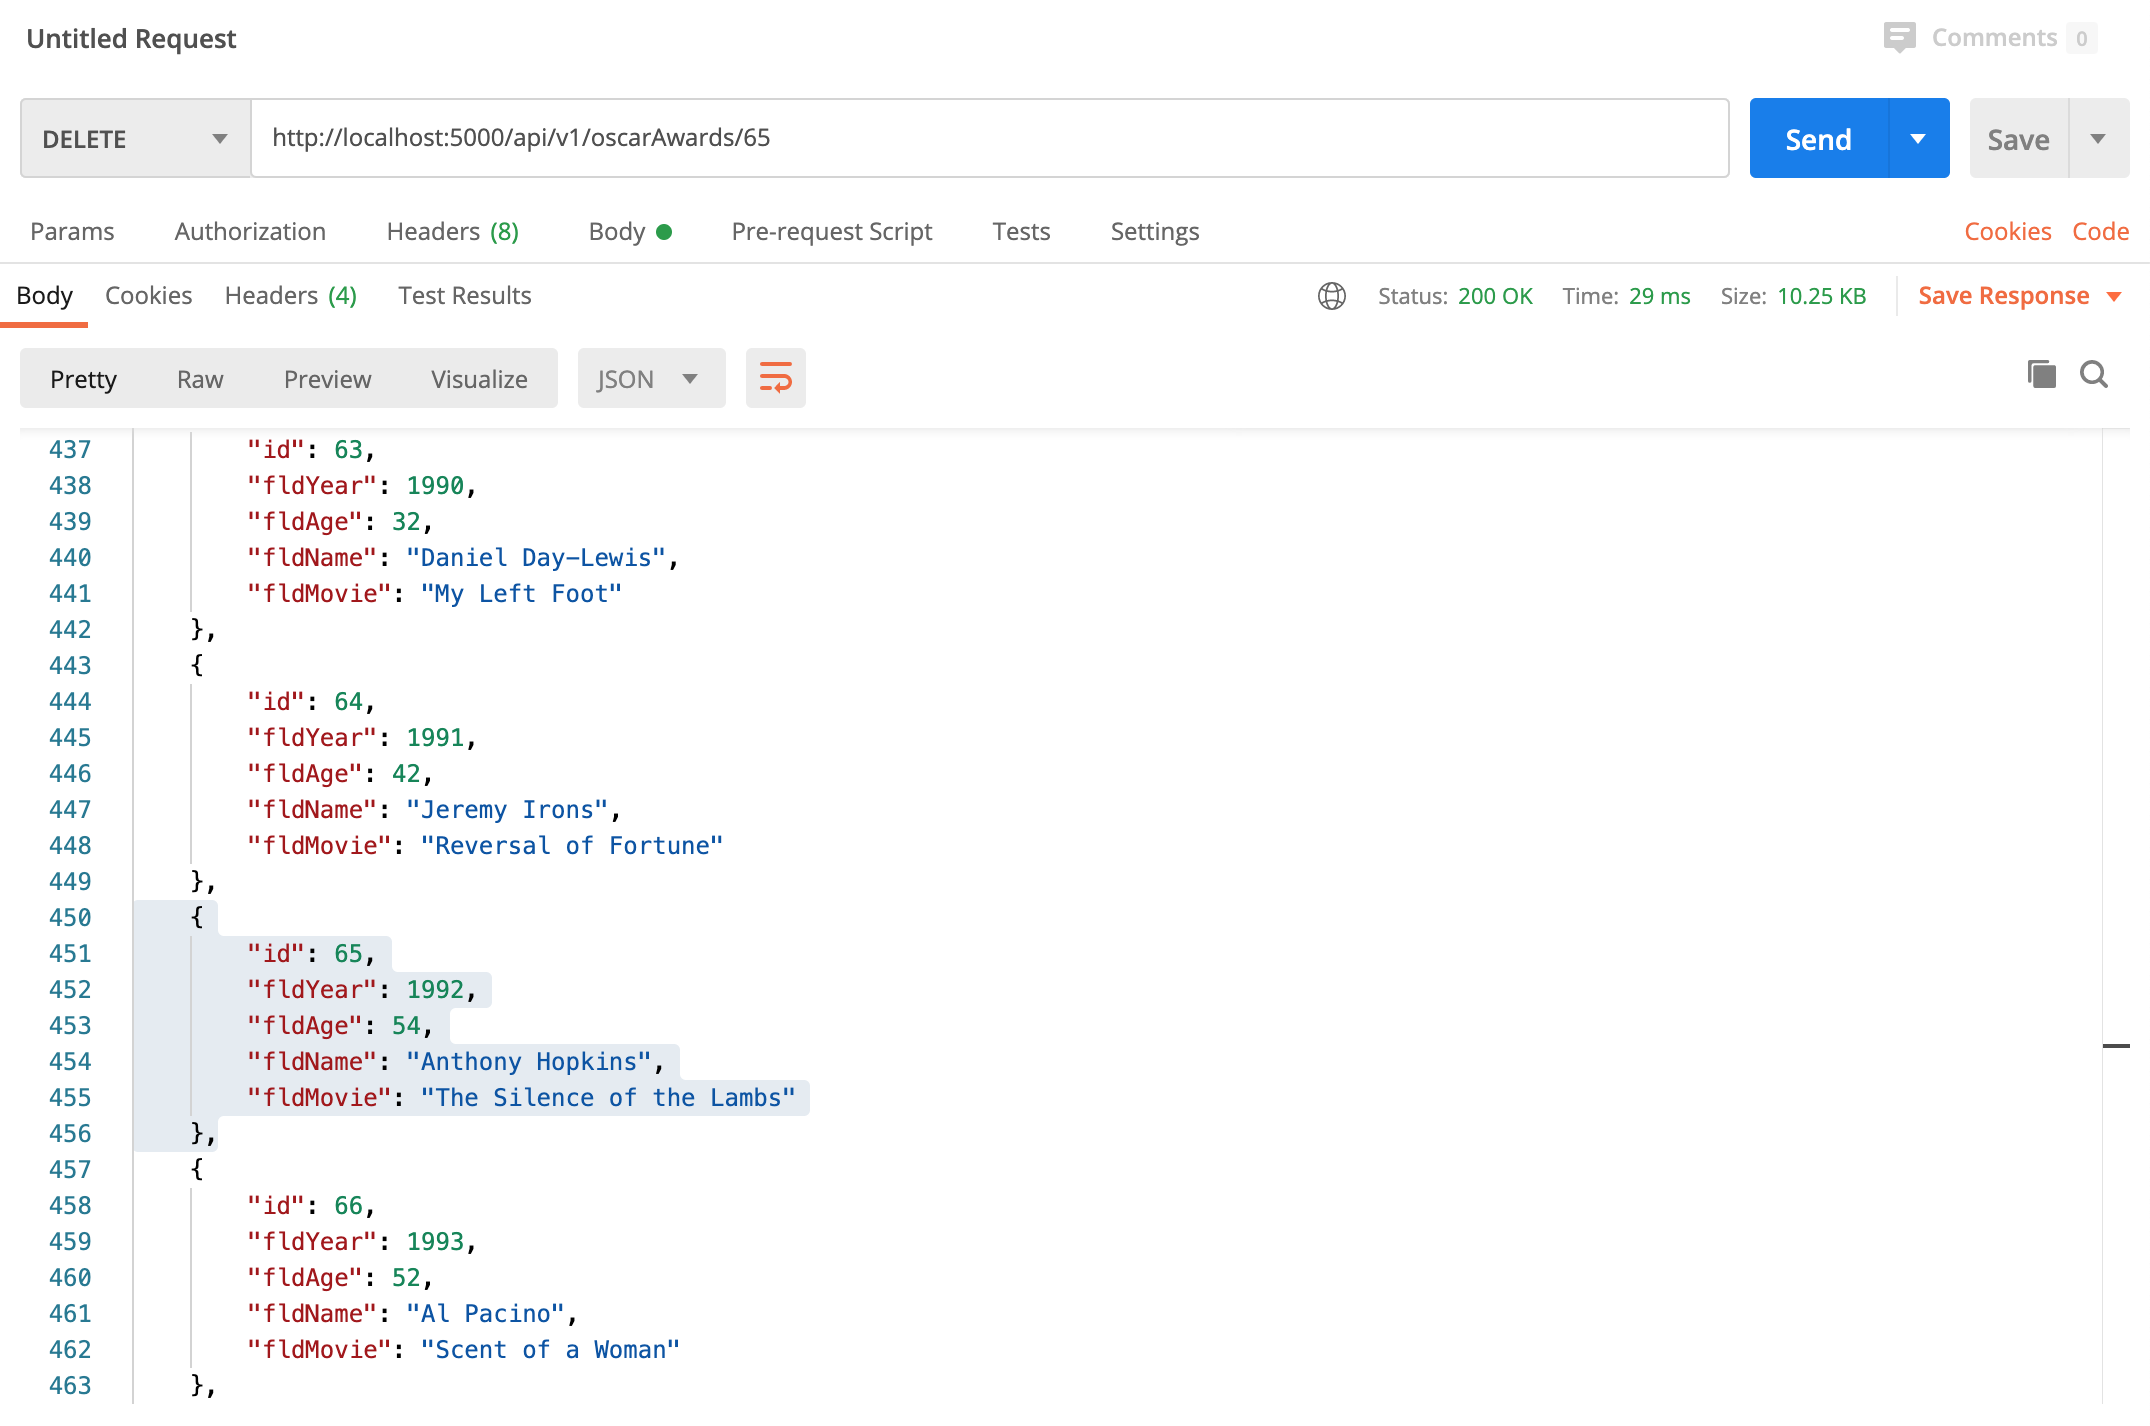 Untitled Request
Comments 0
DELETE http://localhost:5000/api/v1/oscarAwards/65 Send Save
Params Authorization Headers (8) Body Pre-request Script Tests Settings Cookies Code
Body Cookies Headers (4) Test Results Status: 200 OK Time: 29 ms Size: 10.25 KB Save Response
Pretty Raw Preview Visualize JSON
437 "id": 63,
438 "fldYear": 1990,
439 "fldAge": 32,
440 "fldName": "Daniel Day-Lewis",
441 "fldMovie": "My Left Foot"
442 },
443 {
444 "id": 64,
445 "fldYear": 1991,
446 "fldAge": 42,
447 "fldName": "Jeremy Irons",
448 "fldMovie": "Reversal of Fortune"
449 },
450 {
451 "id": 65,
452 "fldYear": 1992,
453 "fldAge": 54,
454 "fldName": "Anthony Hopkins",
455 "fldMovie": "The Silence of the Lambs"
456 },
457 {
458 "id": 66,
459 "fldYear": 1993,
460 "fldAge": 52,
461 "fldName": "Al Pacino",
462 "fldMovie": "Scent of a Woman"
463 },